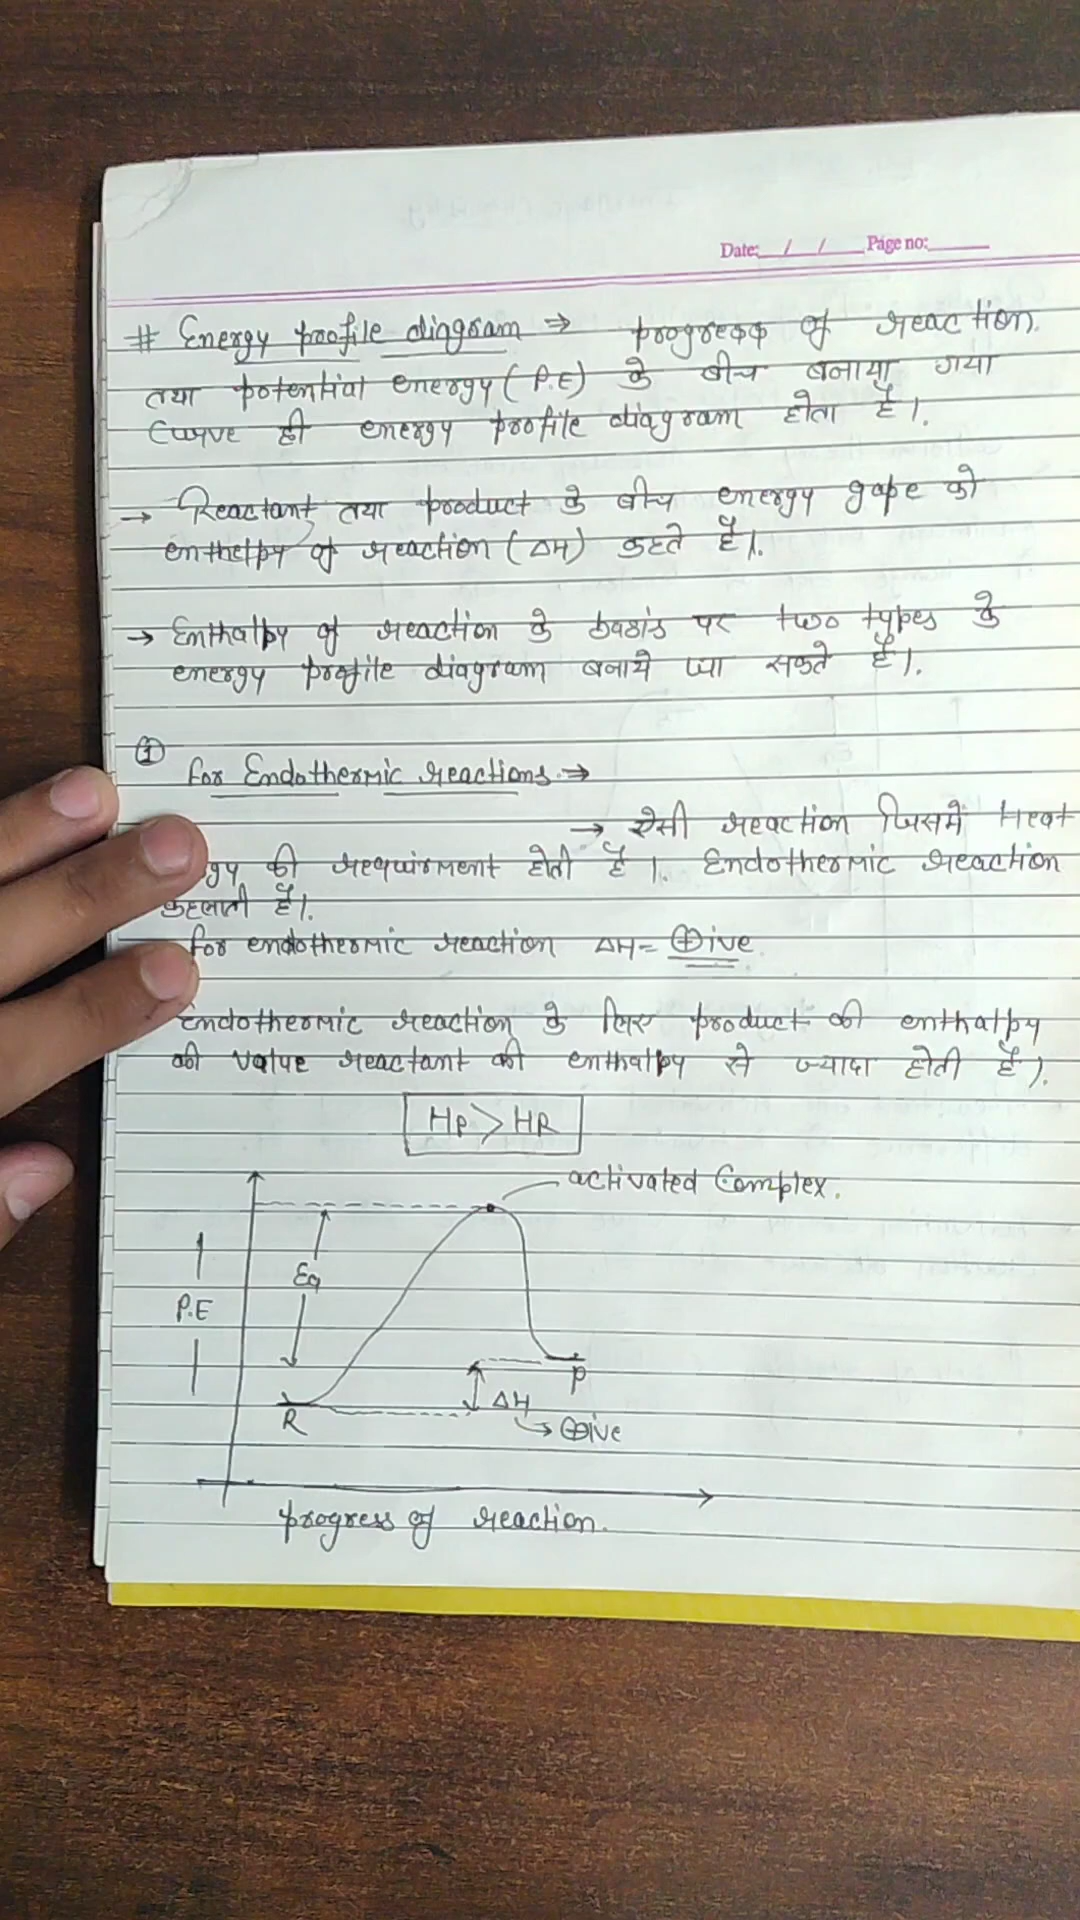 Date: / / Page no:
# Energy profile diagram ⇒ progress of reaction
तथा potential energy (P.E) के बीच बनाया गया
curve ही energy profile diagram होता है।
→ Reactant तथा product के बीच energy gape को
enthelpy of reaction (ΔH) कहते हैं।
→ Enthalpy of reaction के basis पर two types के
energy profile diagram बनाये जा सकते हैं।
① for Endothermic reactions ⇒
→ ऐसी reaction जिसमें Heat
gy की requirment होती है। Endothermic reaction
कहलाती हैं।
for endothermic reaction ΔH = ⊕ive
Endothermic reaction के लिए product की enthalpy
की value reactant की enthalpy से ज्यादा होती है।
HP > HR
activated Complex.
Ea
P.E
P
ΔH
R
→ ⊕ive
progress of reaction.